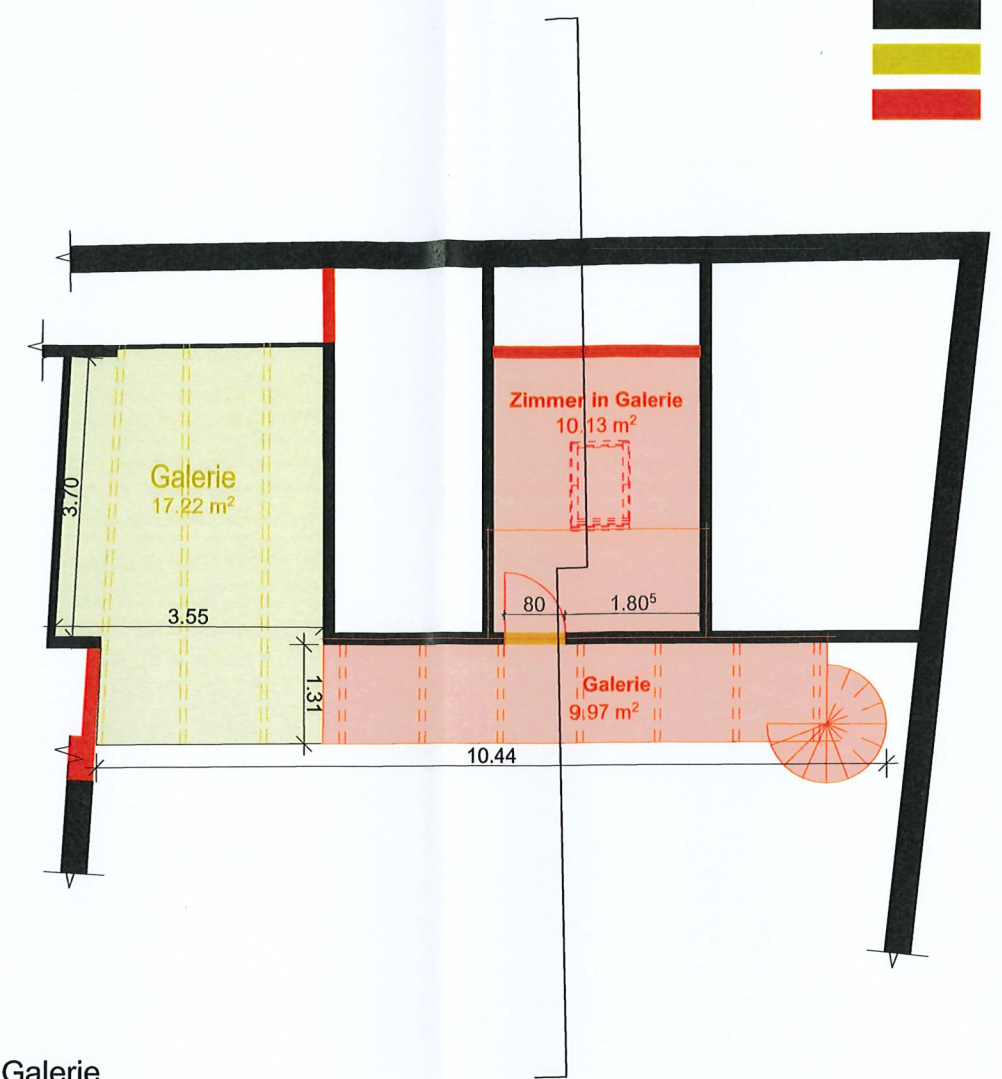 Zimmer in Galerie
10.13 m²
Galerie
17.22 m²
3.70
3.55
80
1.80⁵
1.31
Galerie
9.97 m²
10.44
Galerie